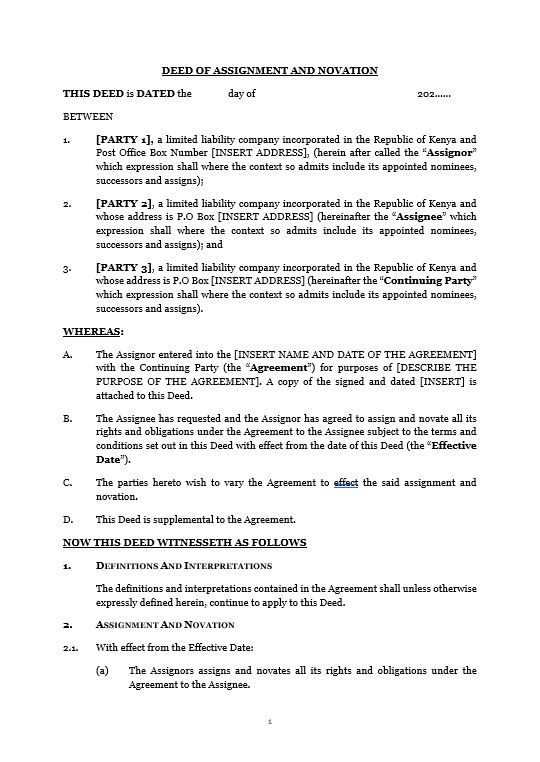 DEED OF ASSIGNMENT AND NOVATION
THIS DEED is DATED the day of 202......
BETWEEN
1. [PARTY 1], a limited liability company incorporated in the Republic of Kenya and
Post Office Box Number [INSERT ADDRESS], (herein after called the “Assignor”
which expression shall where the context so admits include its appointed nominees,
successors and assigns);
2. [PARTY 2], a limited liability company incorporated in the Republic of Kenya and
whose address is P.O Box [INSERT ADDRESS] (hereinafter the “Assignee” which
expression shall where the context so admits include its appointed nominees,
successors and assigns); and
3. [PARTY 3], a limited liability company incorporated in the Republic of Kenya and
whose address is P.O Box [INSERT ADDRESS] (hereinafter the “Continuing Party”
which expression shall where the context so admits include its appointed nominees,
successors and assigns).
WHEREAS:
A. The Assignor entered into the [INSERT NAME AND DATE OF THE AGREEMENT]
with the Continuing Party (the “Agreement”) for purposes of [DESCRIBE THE
PURPOSE OF THE AGREEMENT]. A copy of the signed and dated [INSERT] is
attached to this Deed.
B. The Assignee has requested and the Assignor has agreed to assign and novate all its
rights and obligations under the Agreement to the Assignee subject to the terms and
conditions set out in this Deed with effect from the date of this Deed (the “Effective
Date”).
C. The parties hereto wish to vary the Agreement to effect the said assignment and
novation.
D. This Deed is supplemental to the Agreement.
NOW THIS DEED WITNESSETH AS FOLLOWS
1. DEFINITIONS AND INTERPRETATIONS
The definitions and interpretations contained in the Agreement shall unless otherwise
expressly defined herein, continue to apply to this Deed.
2. ASSIGNMENT AND NOVATION
2.1. With effect from the Effective Date:
(a) The Assignors assigns and novates all its rights and obligations under the
Agreement to the Assignee.
1